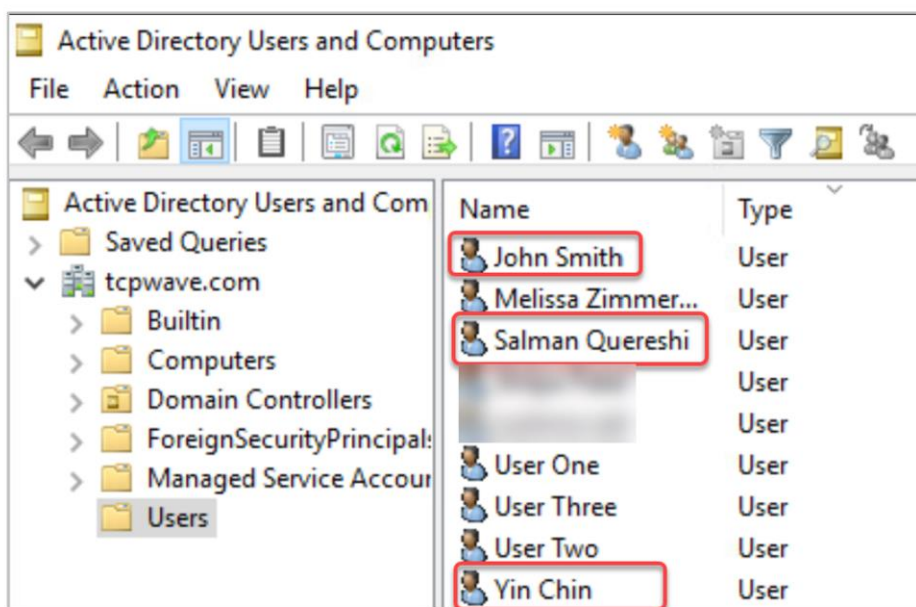 Active Directory Users and Computers
File Action View Help
Active Directory Users and Com
Saved Queries
tcpwave.com
Builtin
Computers
Domain Controllers
ForeignSecurityPrincipals
Managed Service Accour
Users
Name Type
John Smith User
Melissa Zimmer... User
Salman Quereshi User
User
User
User One User
User Three User
User Two User
Yin Chin User